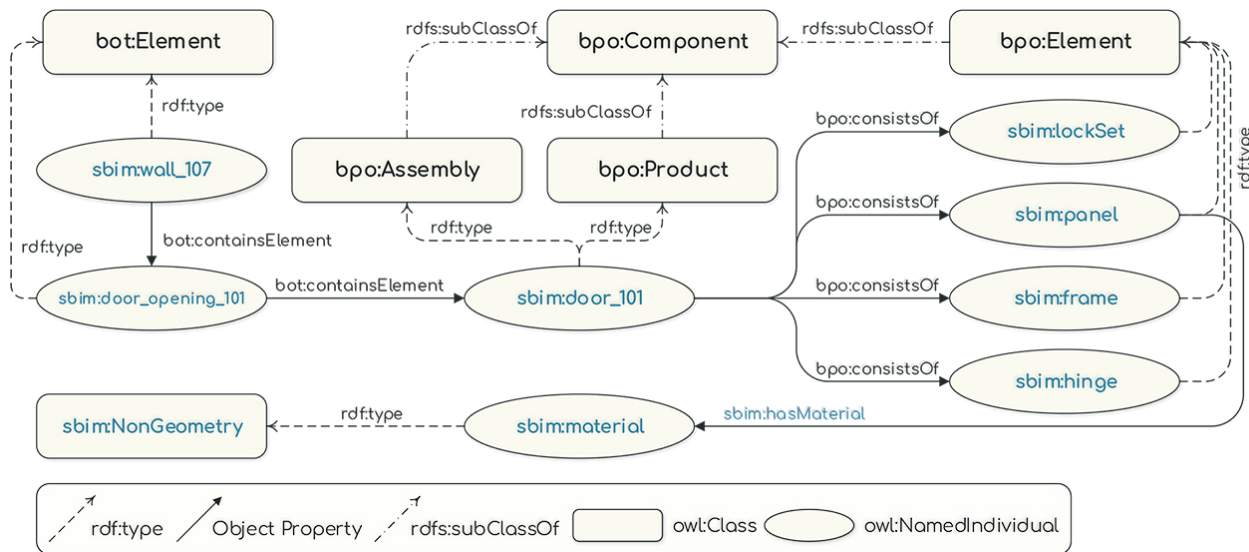 bot:Element
bpo:Component
bpo:Element
rdfs:subClassOf
rdfs:subClassOf
rdf:type
rdfs:subClassOf
bpo:consistsOf
sbim:lockSet
rdf:type
sbim:wall_107
bpo:Assembly
bpo:Product
bpo:consistsOf
sbim:panel
rdf:type
bot:containsElement
rdf:type
rdf:type
sbim:door_opening_101
bot:containsElement
sbim:door_101
bpo:consistsOf
sbim:frame
bpo:consistsOf
sbim:hinge
sbim:NonGeometry
rdf:type
sbim:material
sbim:hasMaterial
rdf:type
Object Property
rdfs:subClassOf
owl:Class
owl:NamedIndividual